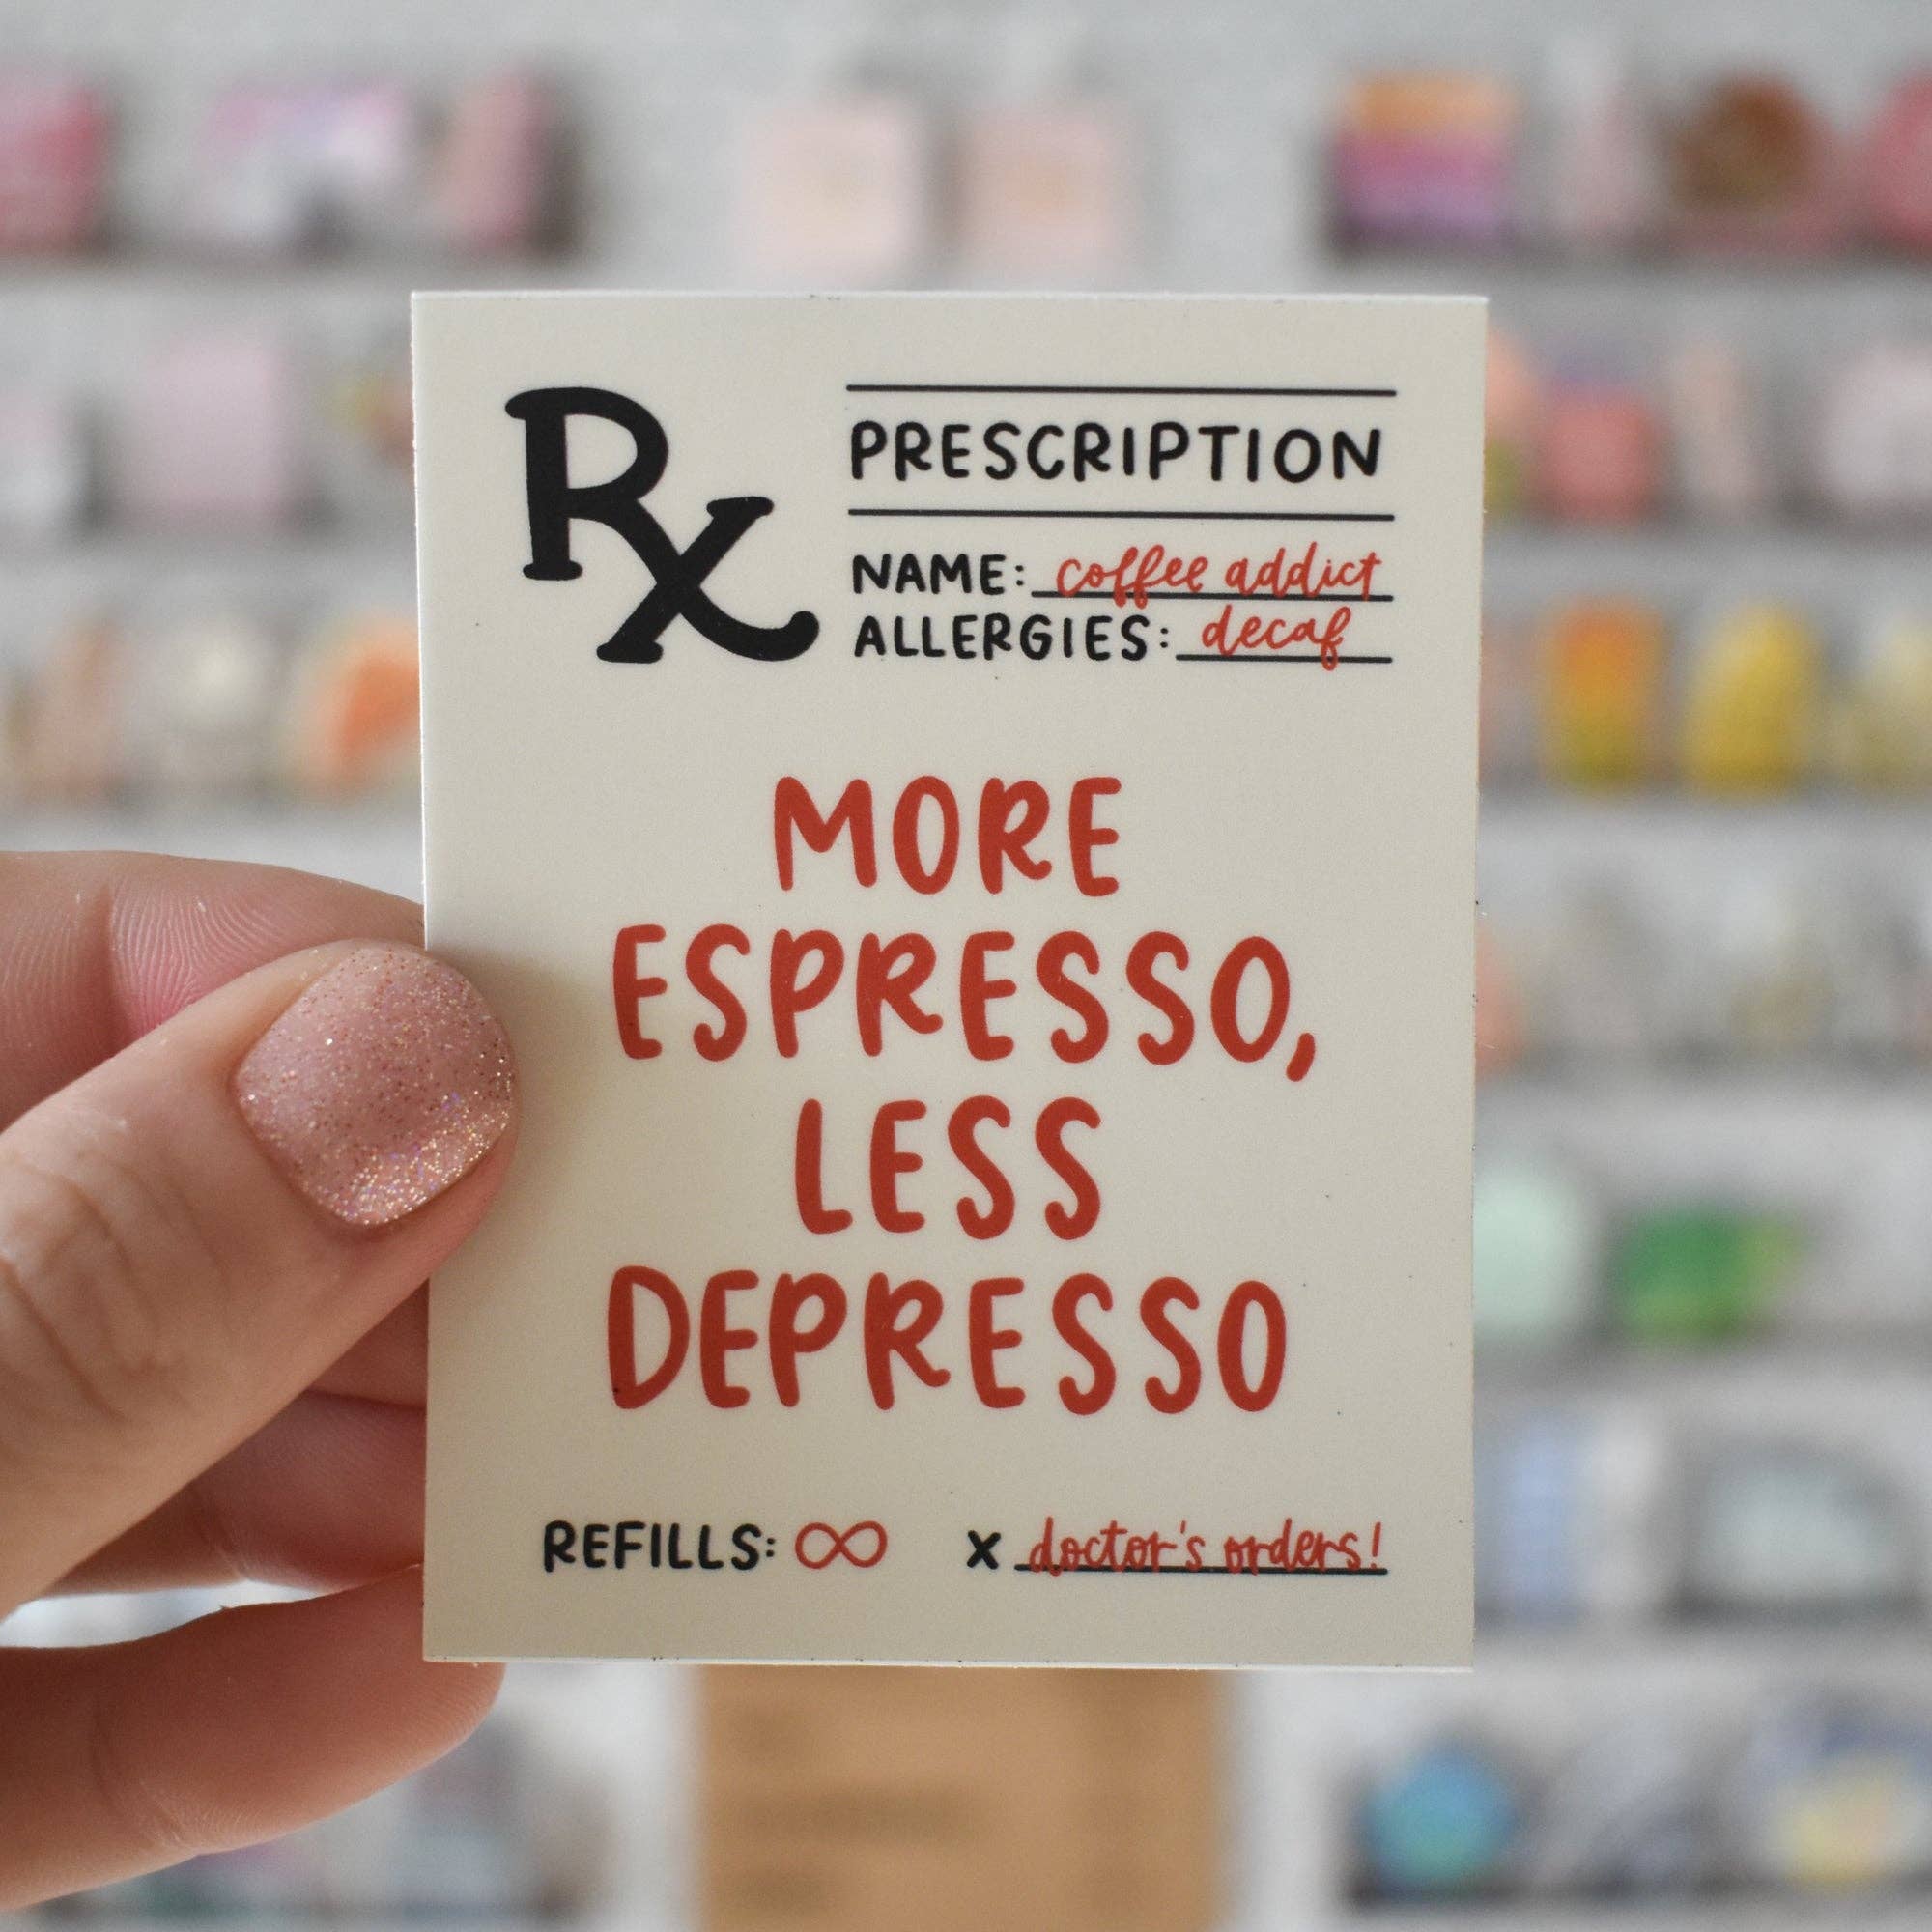 Rx
PRESCRIPTION
NAME: coffee addict
ALLERGIES: decaf
MORE
ESPRESSO,
LESS
DEPRESSO
REFILLS: ∞ x doctor's orders!